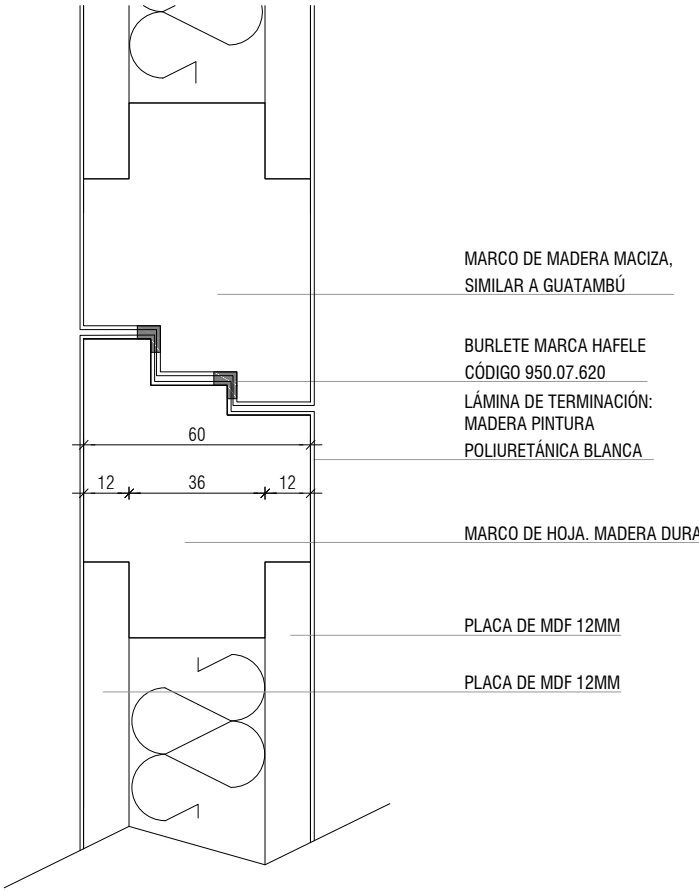 MARCO DE MADERA MACIZA,
SIMILAR A GUATAMBÚ
BURLETE MARCA HAFELE
CÓDIGO 950.07.620
LÁMINA DE TERMINACIÓN:
MADERA PINTURA
POLIURETÁNICA BLANCA
60
12 36 12
MARCO DE HOJA. MADERA DURA
PLACA DE MDF 12MM
PLACA DE MDF 12MM